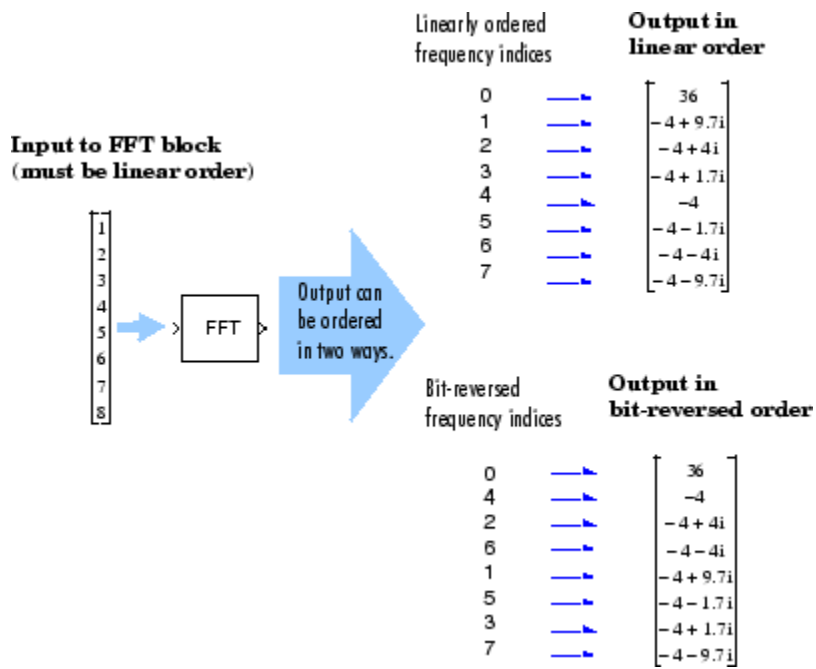 Input to FFT block
(must be linear order)
1
2
3
4
5
6
7
8
FFT
Output can
be ordered
in two ways.
Linearly ordered
frequency indices
0
1
2
3
4
5
6
7
Output in
linear order
36
−4 + 9.7i
−4 + 4i
−4 + 1.7i
−4
−4 − 1.7i
−4 − 4i
−4 − 9.7i
Bit-reversed
frequency indices
0
4
2
6
1
5
3
7
Output in
bit-reversed order
36
−4
−4 + 4i
−4 − 4i
−4 + 9.7i
−4 − 1.7i
−4 + 1.7i
−4 − 9.7i